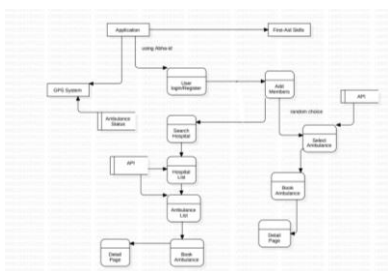 Application
First Aid Skills
using Abha id
User
login/Register
Add
Members
GPS System
API
Ambulance
Status
random choice
Search
Hospital
Select
Ambulance
API
Hospital
List
Book
Ambulance
Ambulance
List
Detail
Page
Detail
Page
Book
Ambulance